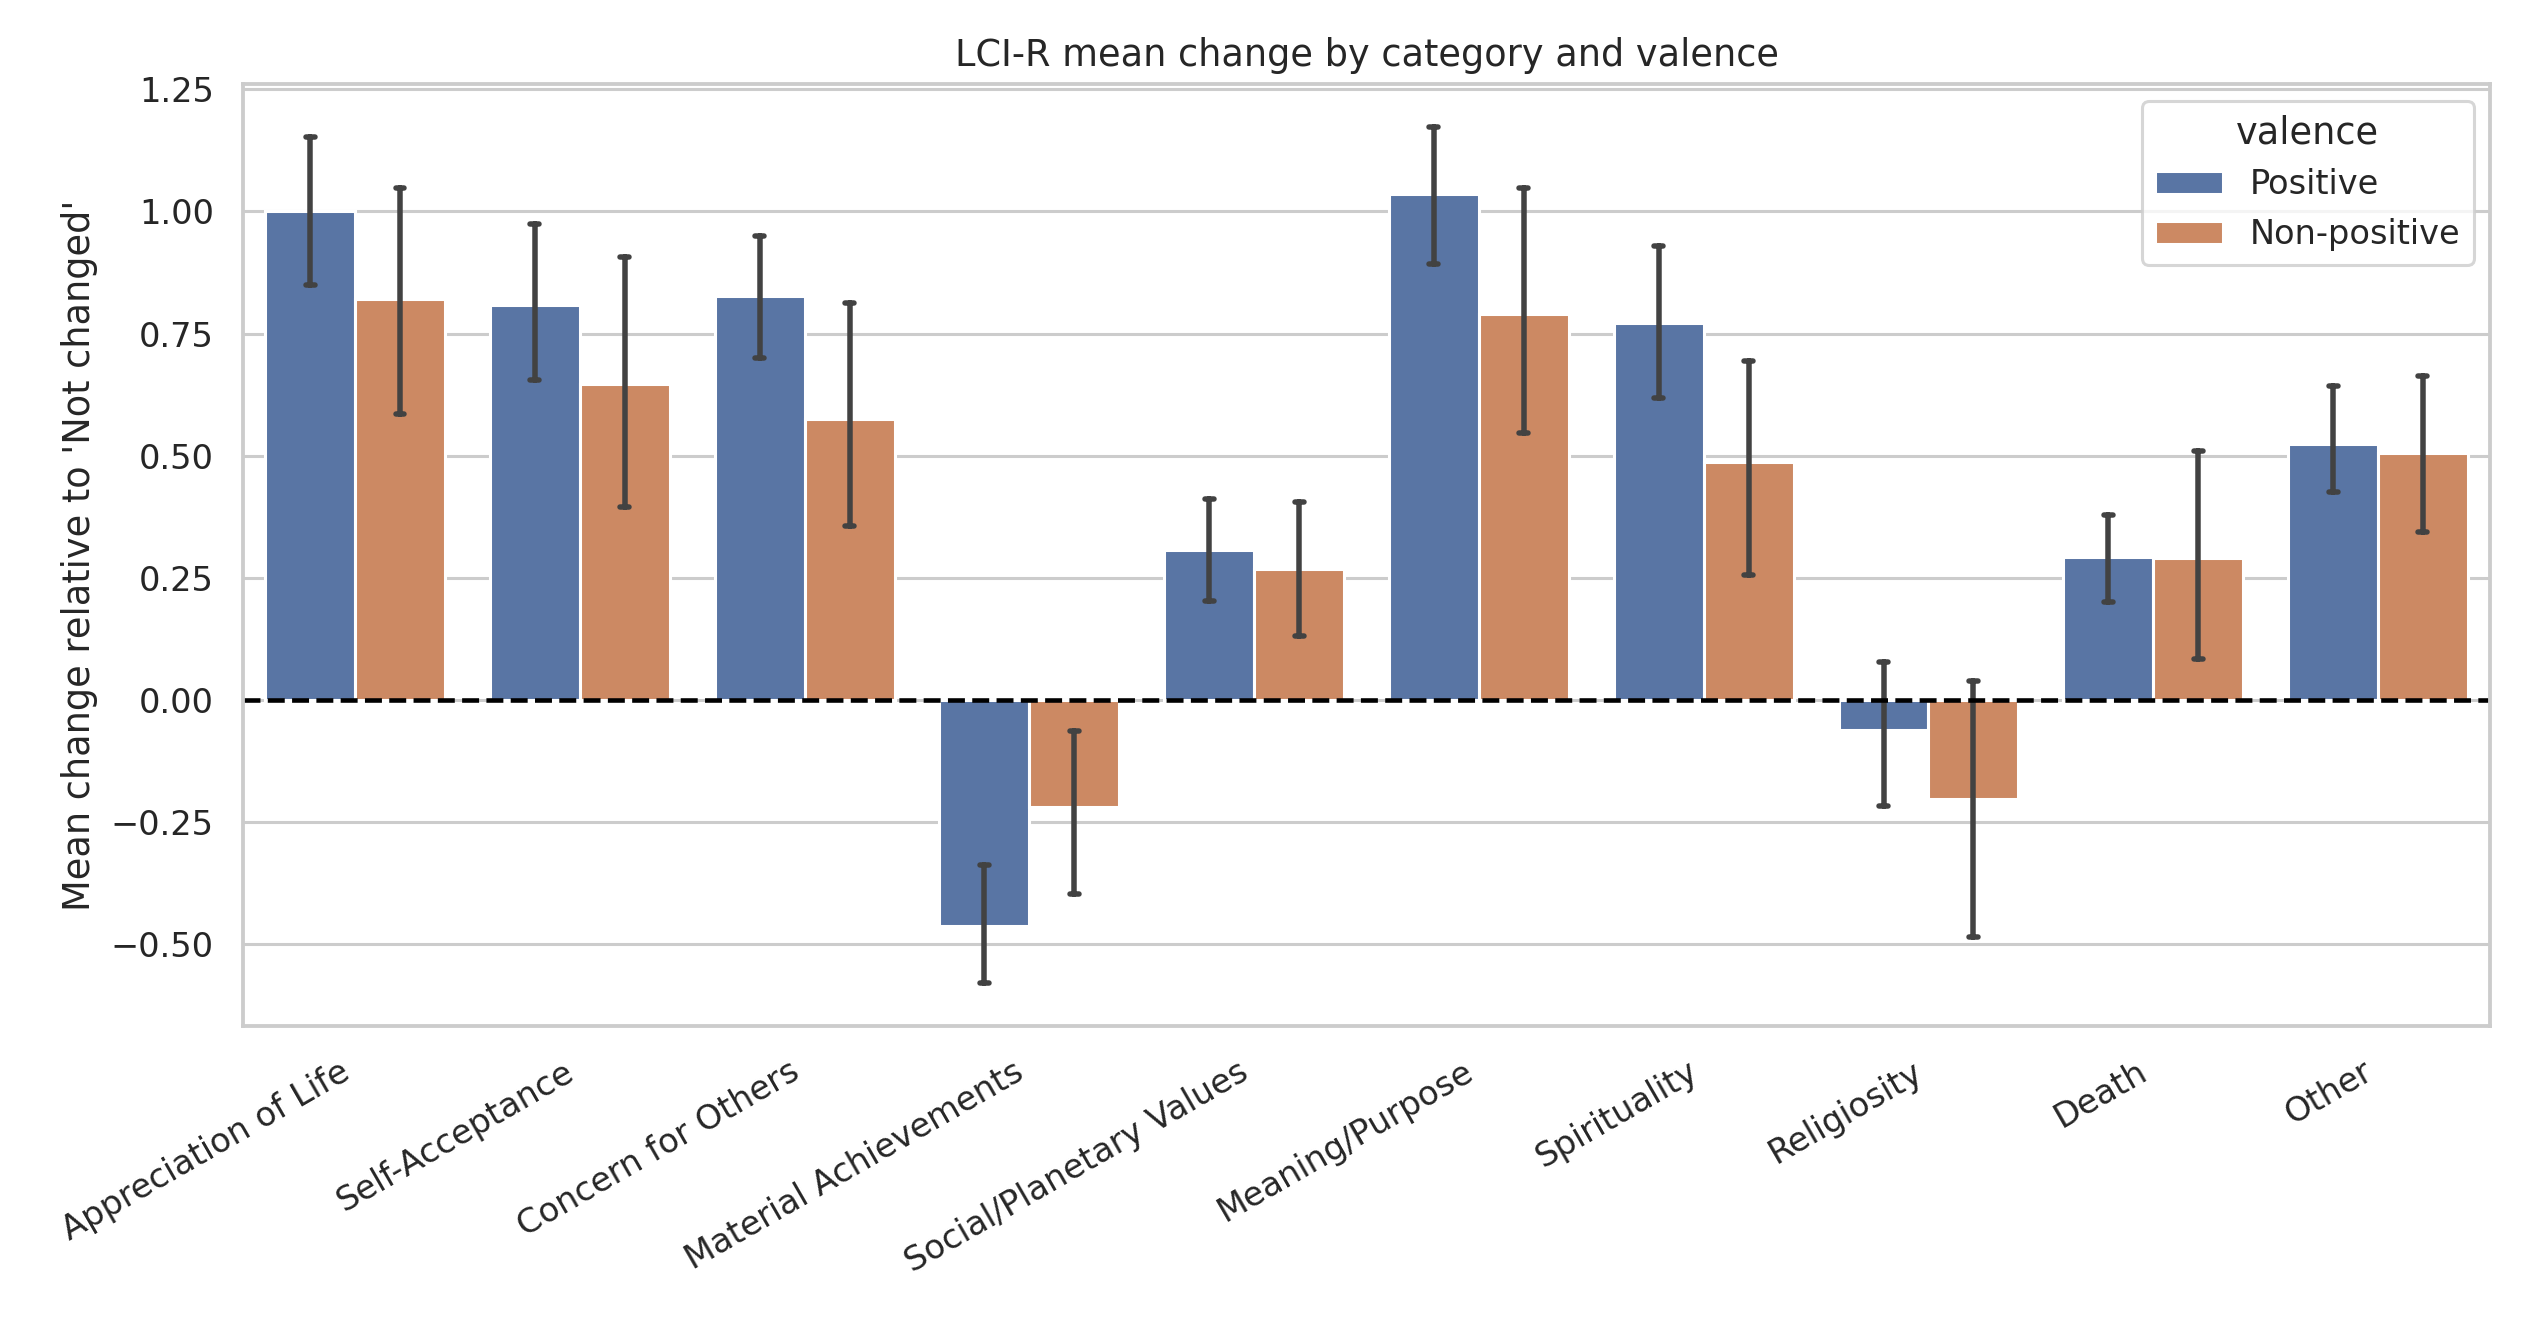 LCI-R mean change by category and valence
Mean change relative to 'Not changed'
1.25
1.00
0.75
0.50
0.25
0.00
−0.25
−0.50
valence
Positive
Non-positive
Appreciation of Life
Self-Acceptance
Concern for Others
Material Achievements
Social/Planetary Values
Meaning/Purpose
Spirituality
Religiosity
Death
Other